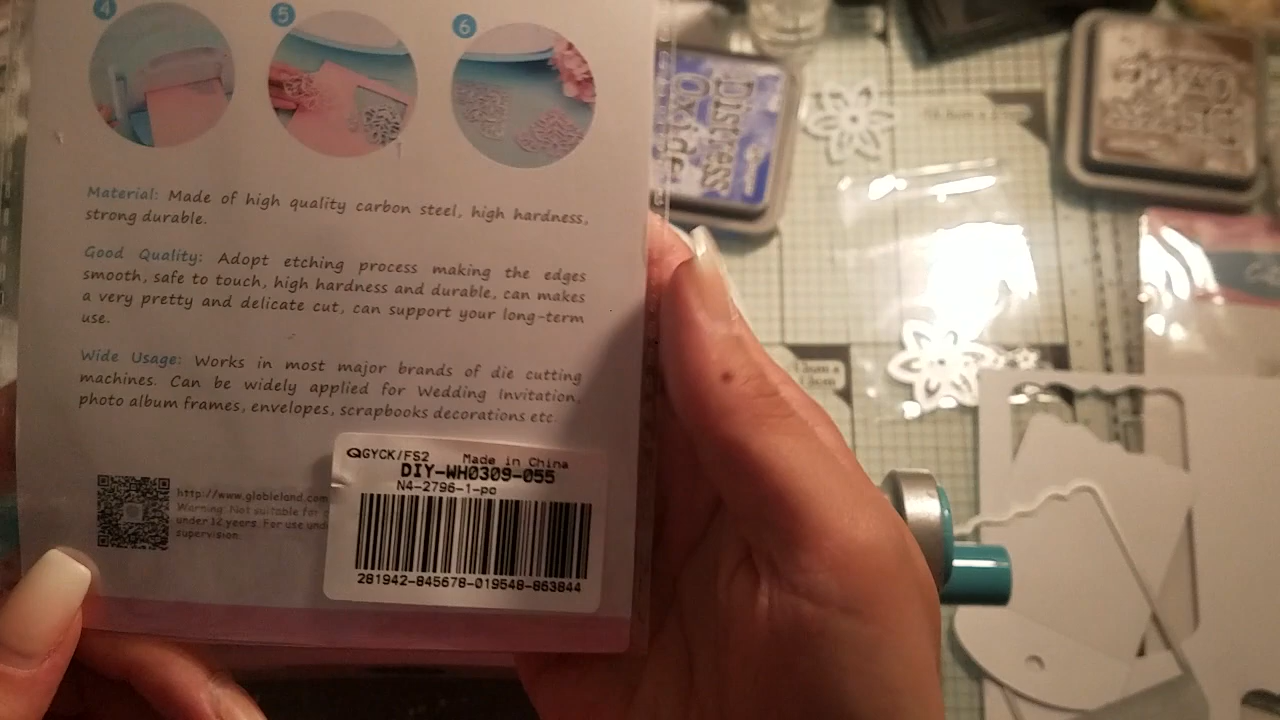 4 5 6
Material: Made of high quality carbon steel, high hardness,
strong durable.
Good Quality: Adopt etching process making the edges
smooth, safe to touch, high hardness and durable, can makes
a very pretty and delicate cut, can support your long-term
use.
Wide Usage: Works in most major brands of die cutting
machines. Can be widely applied for Wedding Invitation,
photo album frames, envelopes, scrapbooks decorations etc.
http://www.globleland.com
Warning: Not suitable for
under 12 years. For use
supervision.
QGYCK/FS2 Made in China
DIY-WH0309-055
N4-2796-1-po
281942-845678-019548-863844
Distress
Oxide